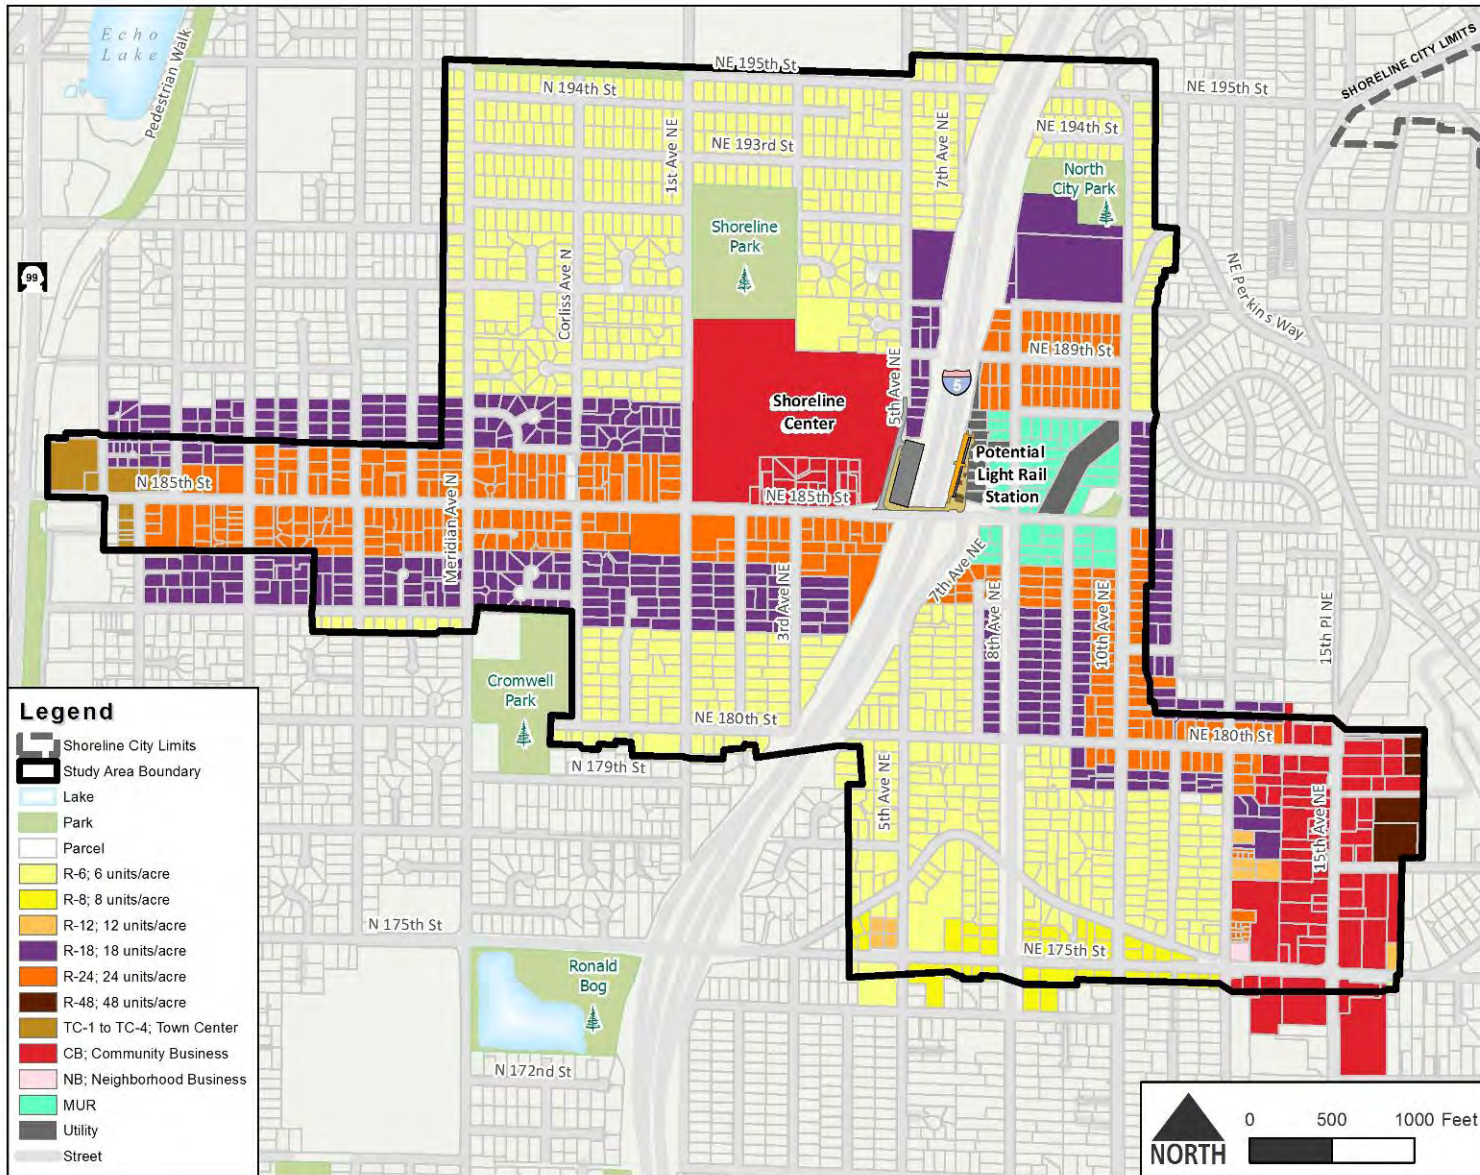 Echo
Lake
Pedestrian Walk
NE 195th St
N 194th St
NE 193rd St
1st Ave NE
7th Ave NE
NE 194th St
NE 195th St
SHORELINE CITY LIMITS
North
City Park
Shoreline
Park
99
Corliss Ave N
NE Perkins Way
5th Ave NE
NE 189th St
5
Shoreline
Center
Potential
Light Rail
Station
N 185th St
NE 185th St
Meridian Ave N
3rd Ave NE
7th Ave NE
8th Ave NE
10th Ave NE
15th Pl NE
Cromwell
Park
NE 180th St
NE 180th St
N 179th St
5th Ave NE
15th Ave NE
N 175th St
NE 175th St
Ronald
Bog
N 172nd St
Legend
Shoreline City Limits
Study Area Boundary
Lake
Park
Parcel
R-6; 6 units/acre
R-8; 8 units/acre
R-12; 12 units/acre
R-18; 18 units/acre
R-24; 24 units/acre
R-48; 48 units/acre
TC-1 to TC-4; Town Center
CB; Community Business
NB; Neighborhood Business
MUR
Utility
Street
NORTH
0 500 1000 Feet